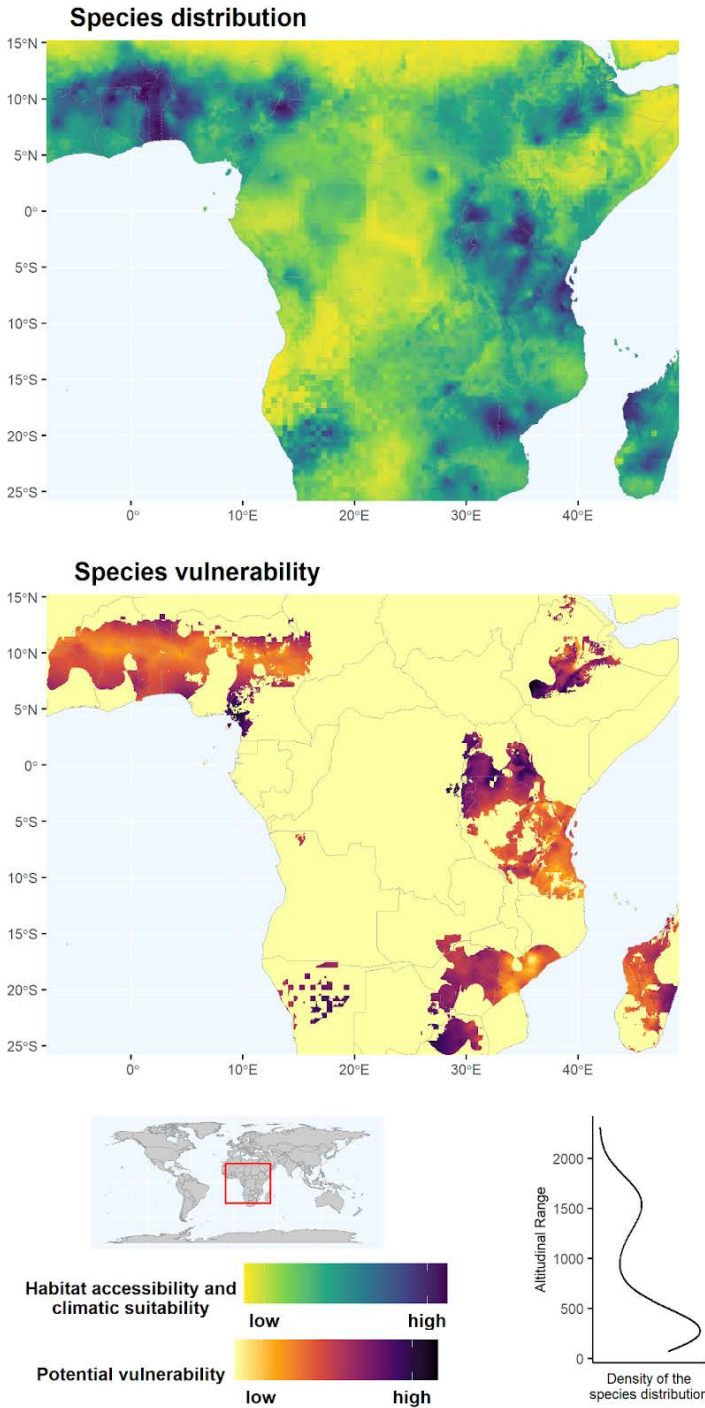 Species distribution
15°N
10°N
5°N
0°
5°S
10°S
15°S
20°S
25°S
0° 10°E 20°E 30°E 40°E
Species vulnerability
15°N
10°N
5°N
0°
5°S
10°S
15°S
20°S
25°S
0° 10°E 20°E 30°E 40°E
Habitat accessibility and
climatic suitability
low high
Potential vulnerability
low high
Altitudinal Range
2000
1500
1000
500
0
Density of the
species distribution